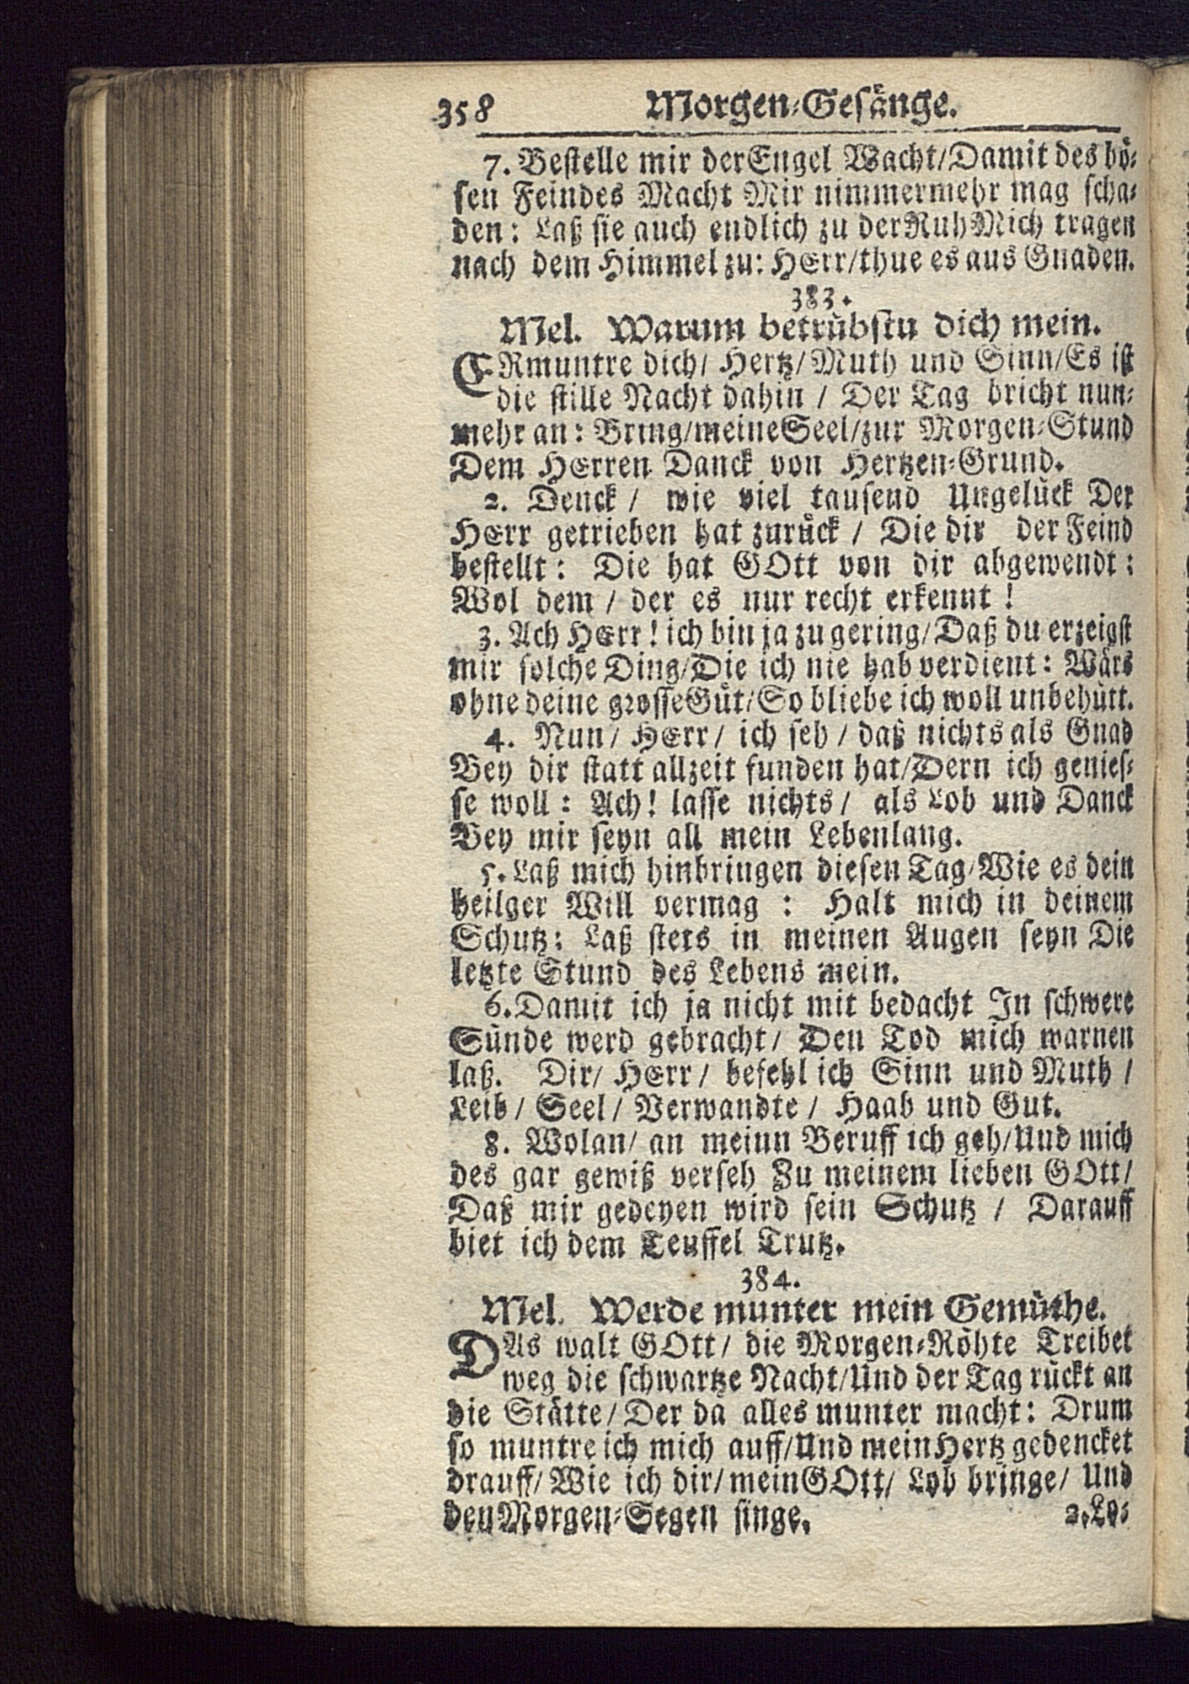 358 Morgen-Gesänge.
7. Bestelle mir der Engel Wacht/Damit des bö-
sen Feindes Macht Mir nimmermehr mag scha-
den: Laß sie auch endlich zu der Ruh Mich tragen
nach dem Himmel zu: HErr/thue es aus Gnaden.
383.
Mel. Warum betrübstu dich mein.
ERmuntre dich/ Hertz/ Muth und Sinn/Es ist
die stille Nacht dahin / Der Tag bricht nun-
mehr an: Bring/meine Seel/zur Morgen-Stund
Dem HErren Danck von Hertzen-Grund.
2. Denck / wie viel tausend Ungelück Der
HErr getrieben hat zurück / Die dir der Feind
bestellt: Die hat GOtt von dir abgewendt:
Wol dem / der es nur recht erkennt !
3. Ach HErr! ich bin ja zu gering/Daß du erzeigst
mir solche Ding/Die ich nie hab verdient: Wärs
ohne deine grosse Güt/So bliebe ich woll unbehütt.
4. Nun/ HErr/ ich seh / daß nichts als Gnad
Bey dir statt allzeit funden hat/Dern ich genies-
se woll: Ach! lasse nichts / als Lob und Danck
Bey mir seyn all mein Lebenlang.
5. Laß mich hinbringen diesen Tag/Wie es dein
heilger Will vermag : Halt mich in deinem
Schutz: Laß stets in meinen Augen seyn Die
letzte Stund des Lebens mein.
6. Damit ich ja nicht mit bedacht In schwere
Sünde werd gebracht/ Den Tod mich warnen
laß. Dir/ HErr/ befehl ich Sinn und Muth /
Leib/ Seel/ Verwandte / Haab und Gut.
8. Wolan/ an meinn Beruff ich geh/Und mich
des gar gewiß verseh Zu meinem lieben GOtt/
Daß mir gedeyen wird sein Schutz / Darauff
biet ich dem Teuffel Trutz.
384.
Mel. Werde munter mein Gemüthe.
DAs walt GOtt/ die Morgen-Röhte Treibet
weg die schwartze Nacht/Und der Tag rückt an
die Stätte/Der da alles munter macht: Drum
so muntre ich mich auff/Und mein Hertz gedencket
drauff/ Wie ich dir/ mein GOtt/ Lob bringe/ Und
den Morgen-Segen singe. 2. Lo-